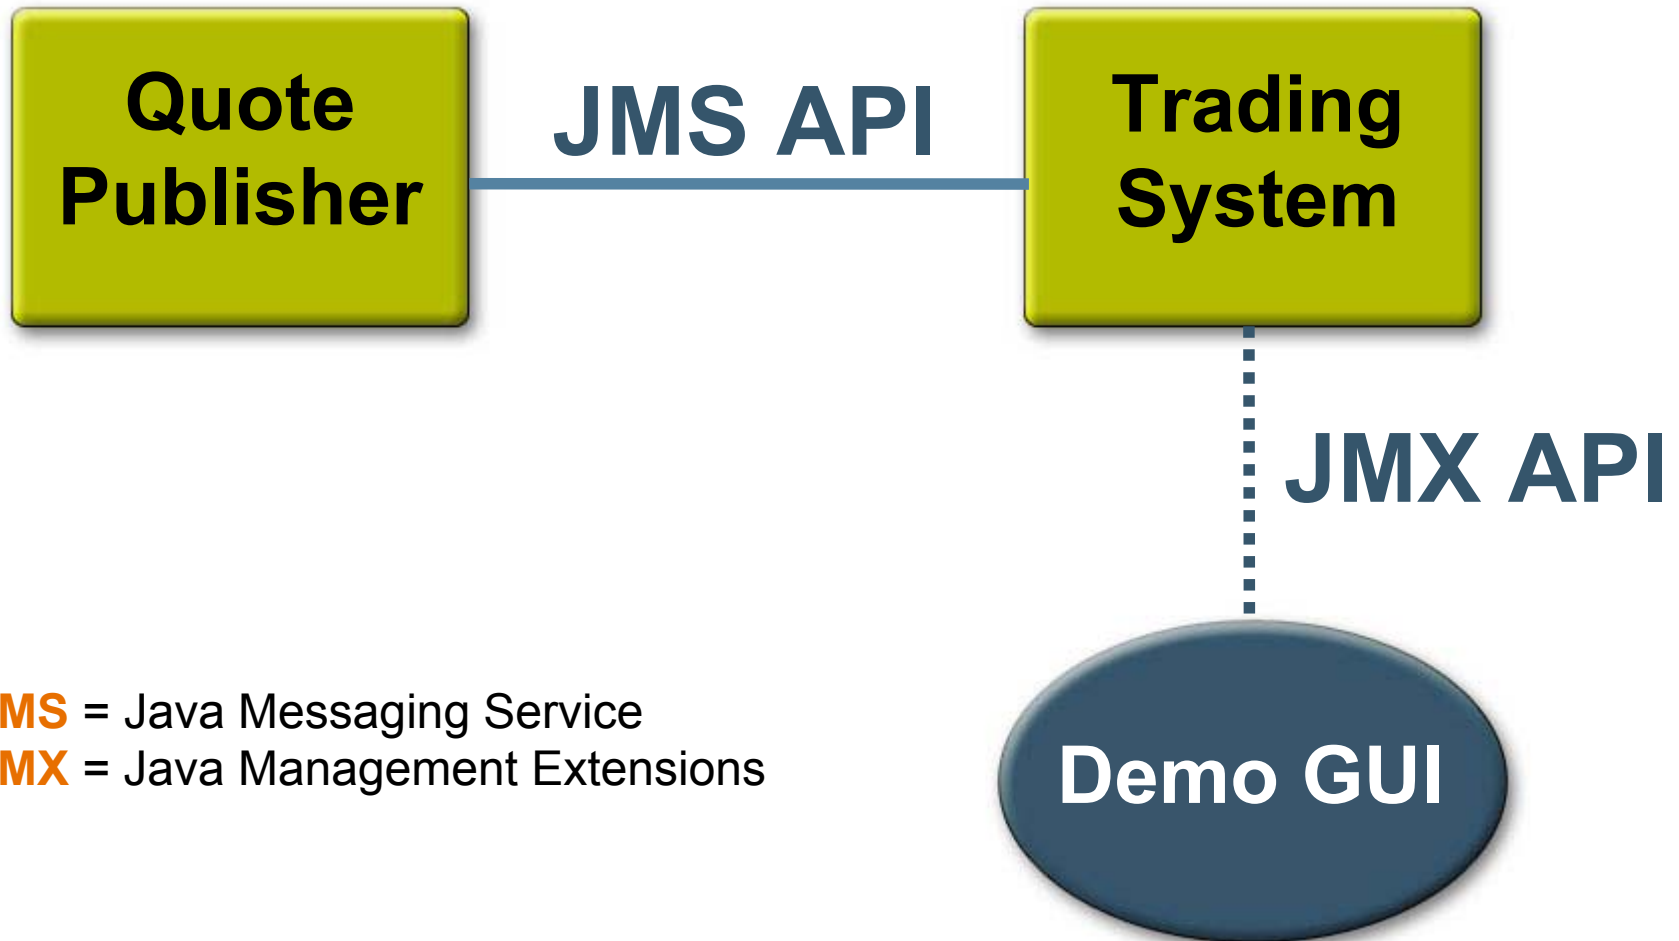 Quote
Publisher
JMS API
Trading
System
JMX API
MS = Java Messaging Service
MX = Java Management Extensions
Demo GUI